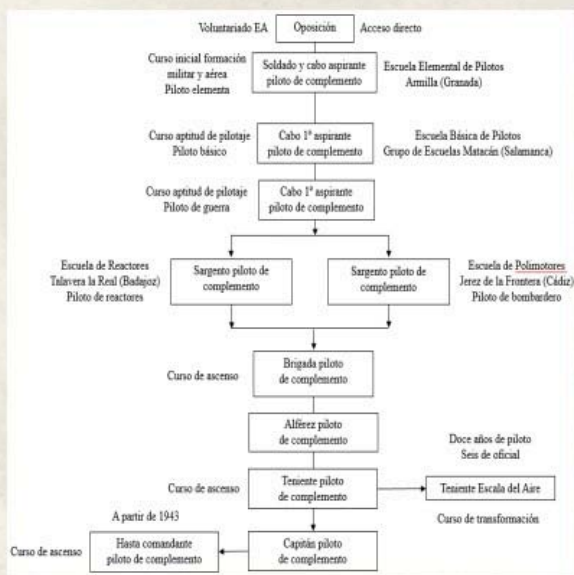 Voluntariado EA
Oposición
Acceso directo
Curso inicial formación
militar y aérea
Piloto elementa
Soldado y cabo aspirante
piloto de complemento
Escuela Elemental de Pilotos
Armilla (Granada)
Curso aptitud de pilotaje
Piloto básico
Cabo 1º aspirante
piloto de complemento
Escuela Básica de Pilotos
Grupo de Escuelas Matacán (Salamanca)
Curso aptitud de pilotaje
Piloto de guerra
Cabo 1º aspirante
piloto de complemento
Escuela de Reactores
Talavera la Real (Badajoz)
Piloto de reactores
Sargento piloto de
complemento
Sargento piloto de
complemento
Escuela de Polimotores
Jerez de la Frontera (Cádiz)
Piloto de bombardero
Curso de ascenso
Brigada piloto
de complemento
Alférez piloto
de complemento
Doce años de piloto
Seis de oficial
Curso de ascenso
Teniente piloto
de complemento
Teniente Escala del Aire
Curso de transformación
A partir de 1943
Curso de ascenso
Hasta comandante
piloto de complemento
Capitán piloto
de complemento